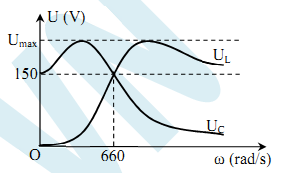 U (V)
Umax
UL
150
UC
O
660
ω (rad/s)